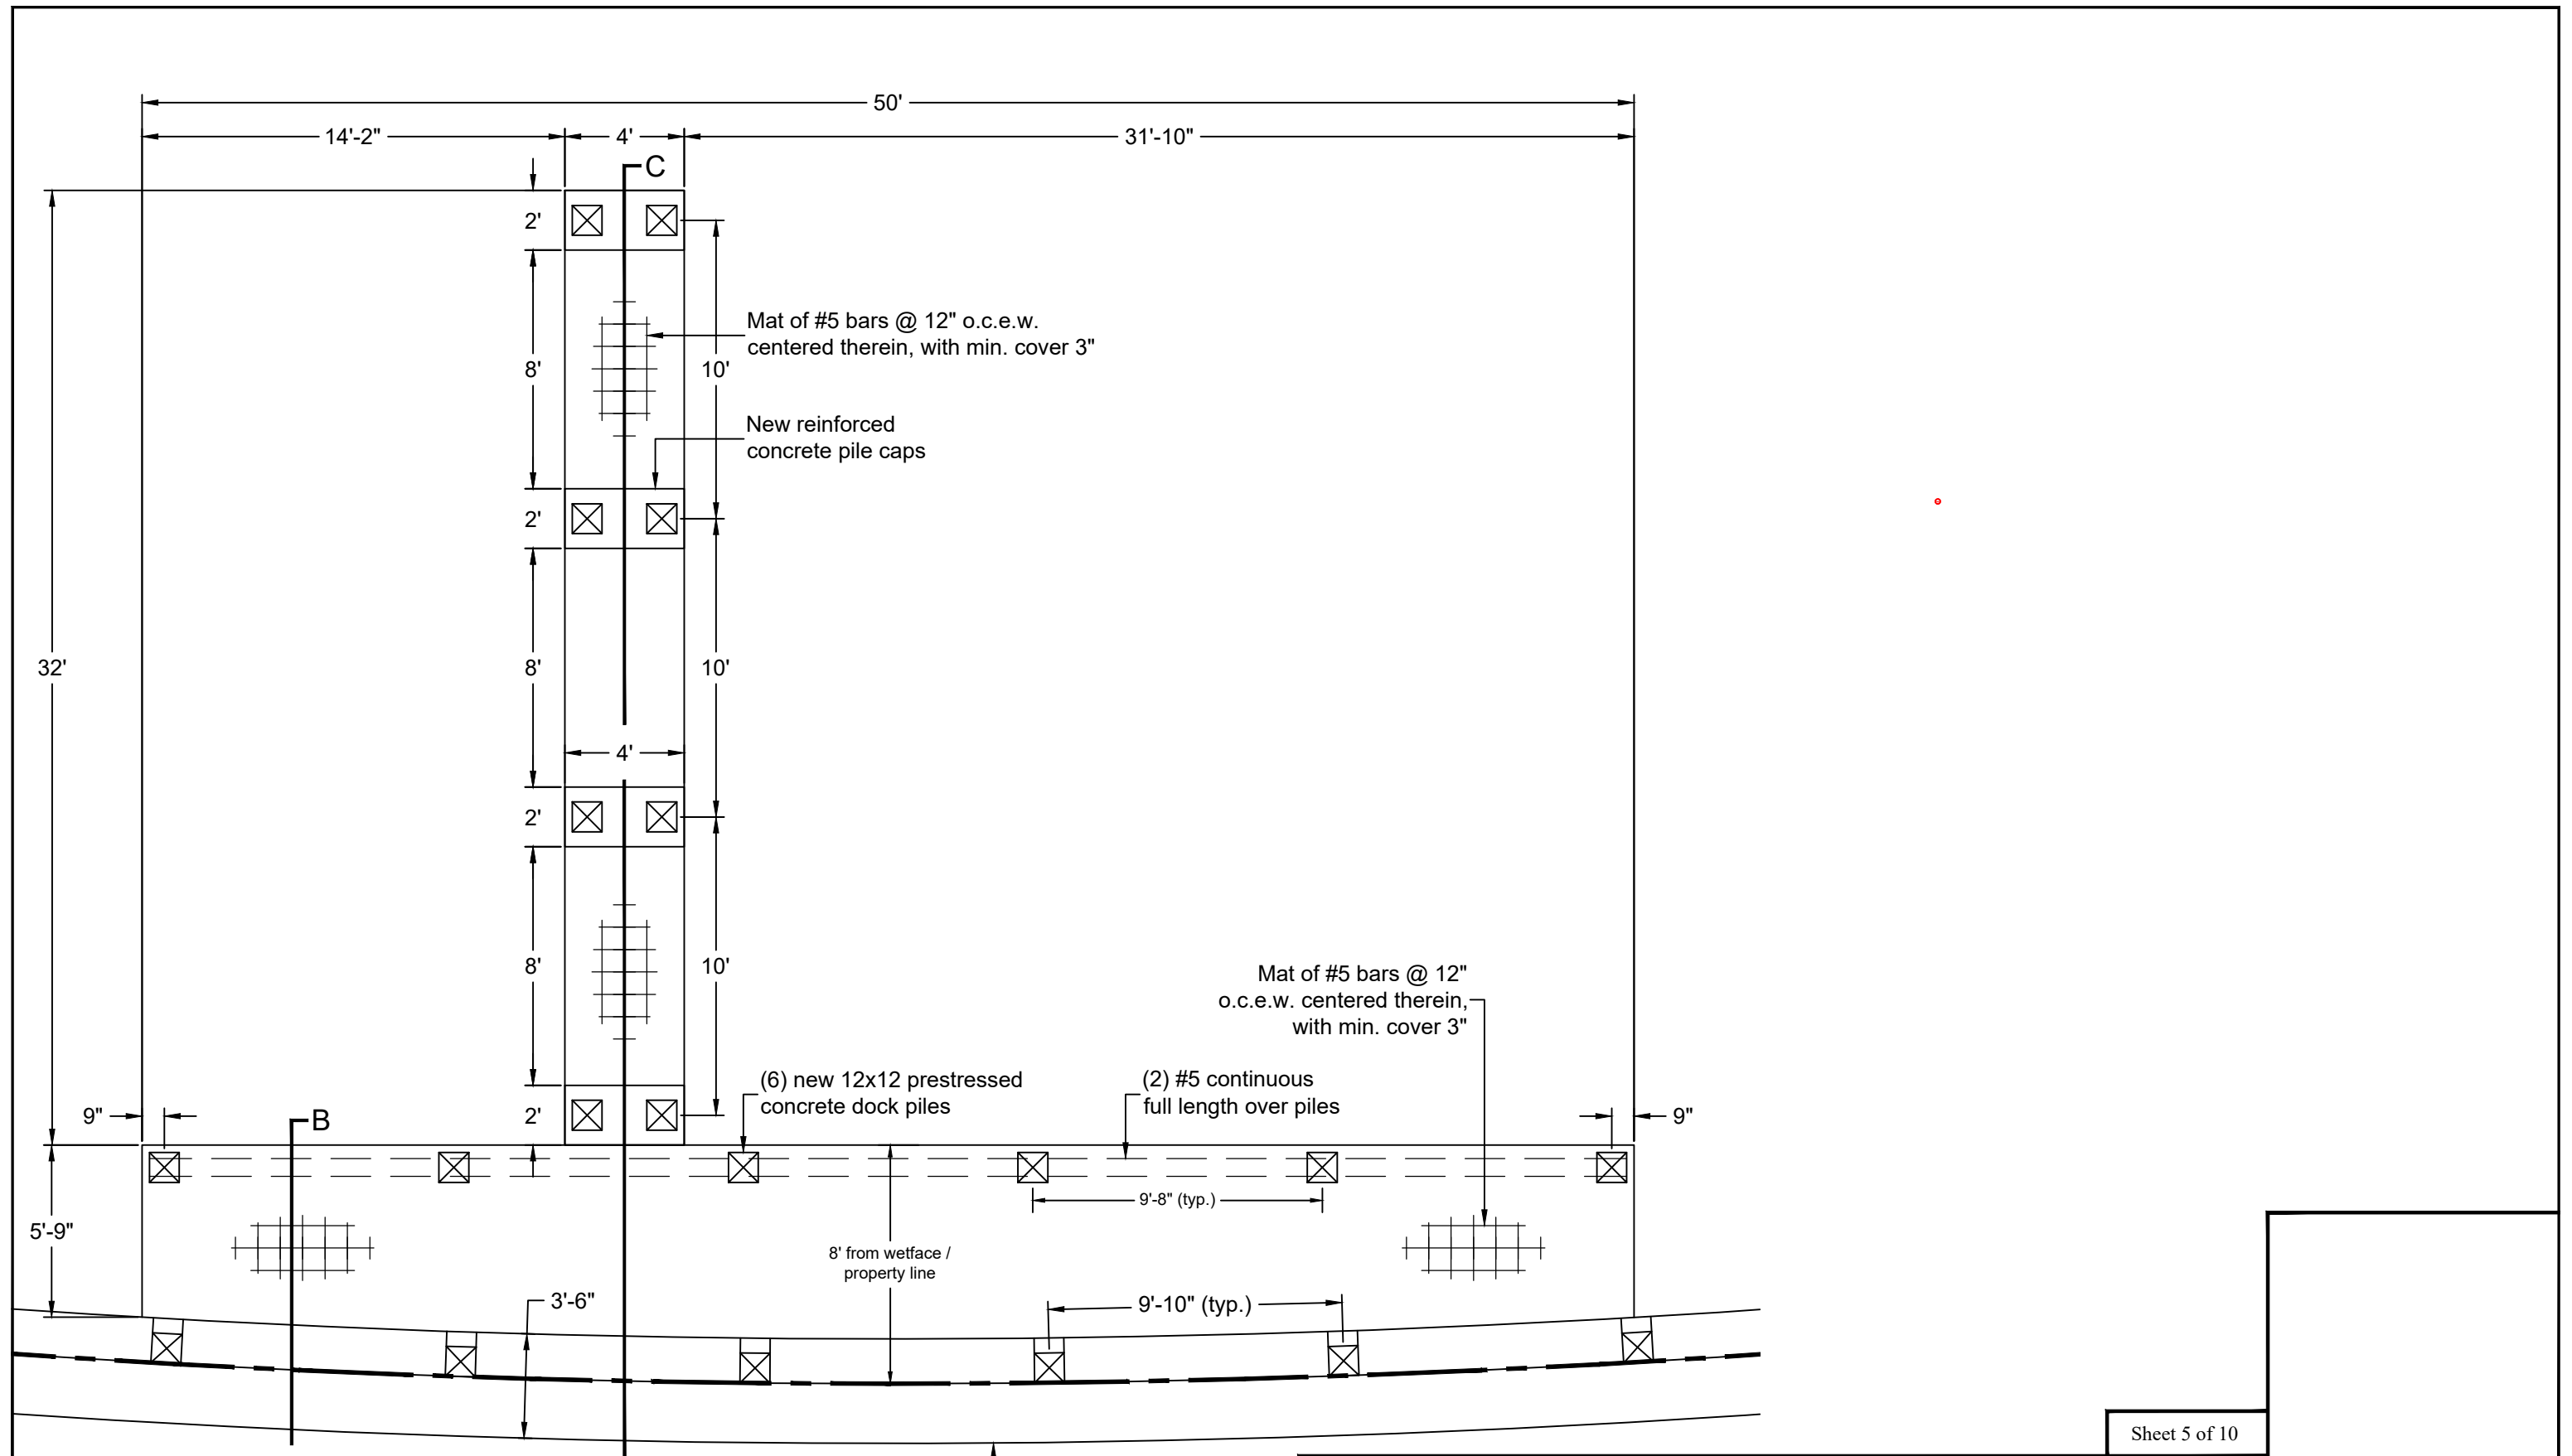 50'
14'-2"
4'
31'-10"
C
2'
Mat of #5 bars @ 12" o.c.e.w.
centered therein, with min. cover 3"
8'
10'
New reinforced
concrete pile caps
2'
32'
8'
10'
4'
2'
8'
10'
Mat of #5 bars @ 12"
o.c.e.w. centered therein,
with min. cover 3"
(6) new 12x12 prestressed
concrete dock piles
(2) #5 continuous
full length over piles
9"
B
2'
9"
9'-8" (typ.)
5'-9"
8' from wetface /
property line
3'-6"
9'-10" (typ.)
Sheet 5 of 10